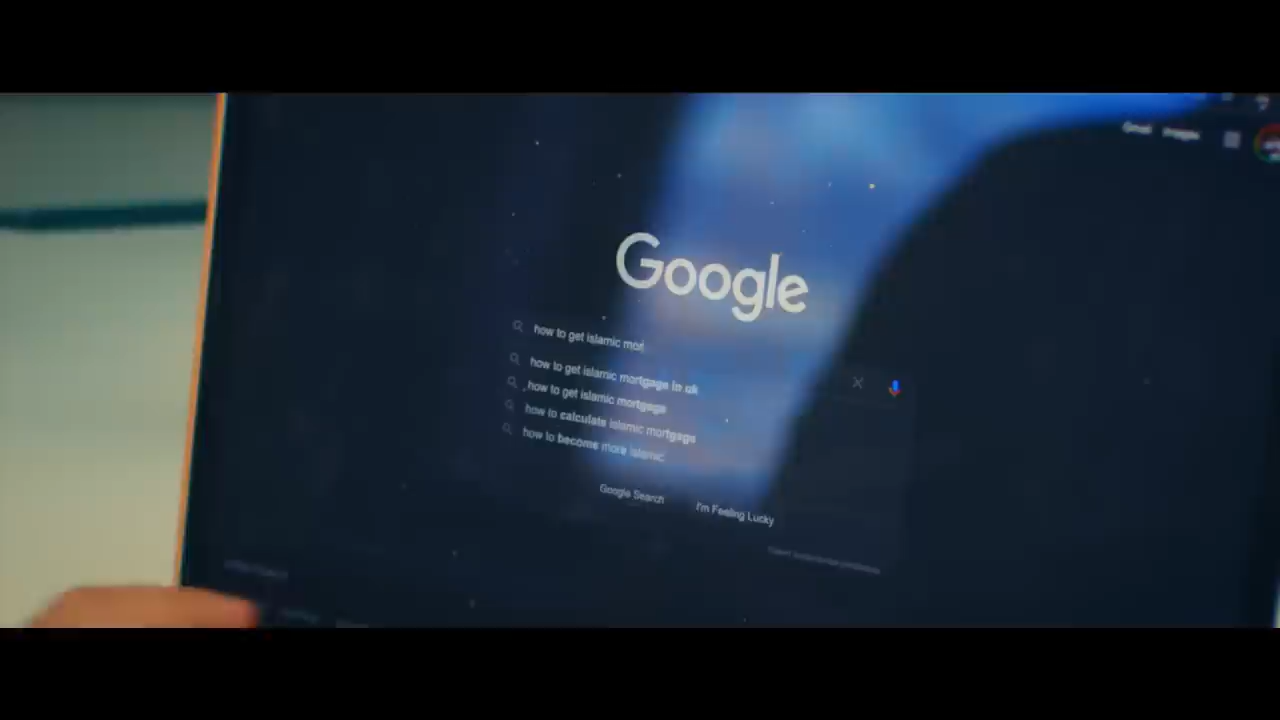 Gmail Images
Google
how to get islamic mor
how to get islamic mortgage in uk
how to get islamic mortgage
how to calculate islamic mortgage
how to become more islamic
Google Search I'm Feeling Lucky